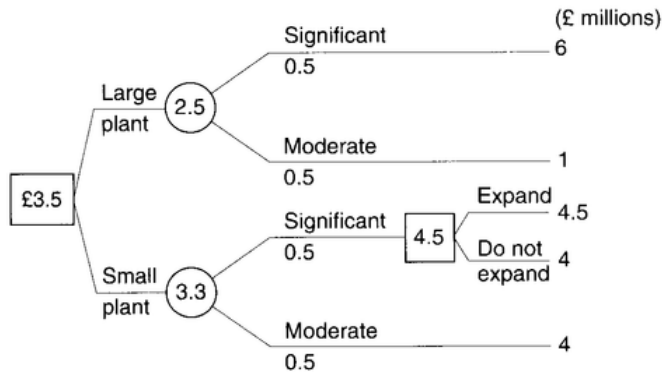 (£ millions)
Significant
6
0.5
Large
plant
2.5
Moderate
1
0.5
£3.5
Expand
4.5
Significant
4.5
0.5
Do not
expand
4
Small
plant
3.3
Moderate
4
0.5